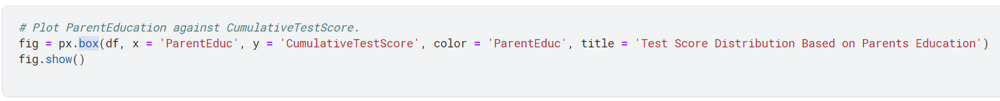 # Plot ParentEducation against CumulativeTestScore.
fig = px.box(df, x = 'ParentEduc', y = 'CumulativeTestScore', color = 'ParentEduc', title = 'Test Score Distribution Based on Parents Education')
fig.show()